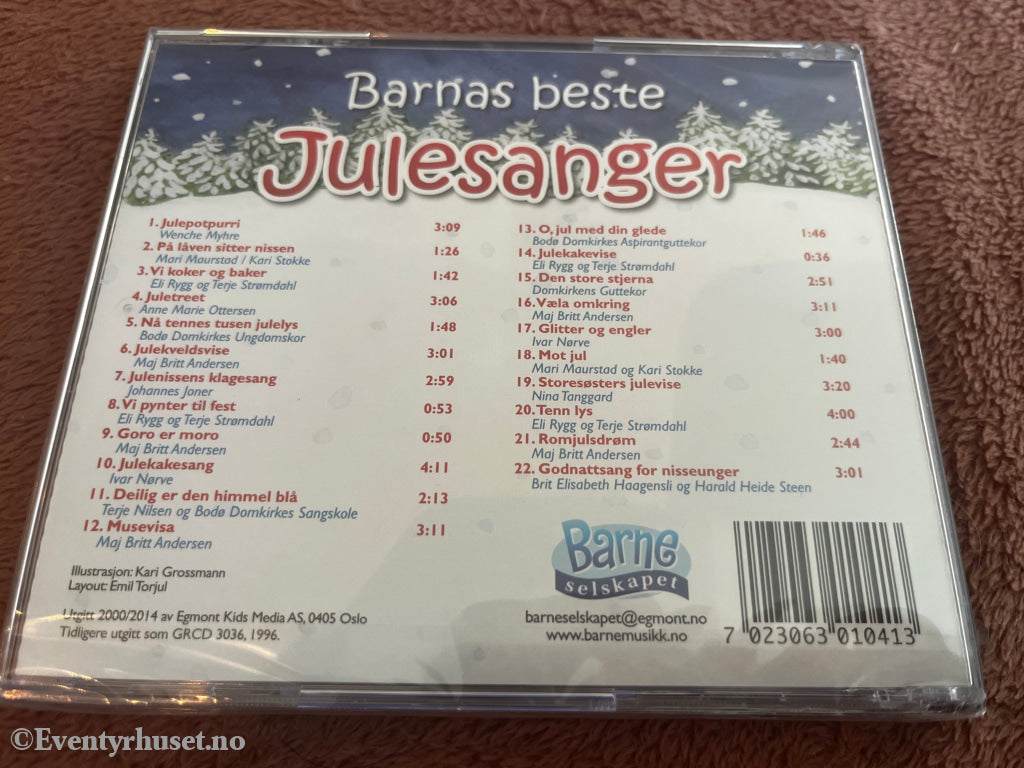 Barnas beste
Julesanger
1. Julepotpurri 3:09
Wenche Myhre
2. På låven sitter nissen 1:26
Mari Maurstad / Kari Stokke
3. Vi koker og baker 1:42
Eli Rygg og Terje Strømdahl
4. Juletreet 3:06
Anne Marie Ottersen
5. Nå tennes tusen julelys 1:48
Bodø Domkirkes Ungdomskor
6. Julekveldsvise 3:01
Maj Britt Andersen
7. Julenissens klagesang 2:59
Johannes Joner
8. Vi pynter til fest 0:53
Eli Rygg og Terje Strømdahl
9. Goro er moro 0:50
Maj Britt Andersen
10. Julekakesang 4:11
Ivar Nørve
11. Deilig er den himmel blå 2:13
Terje Nilsen og Bodø Domkirkes Sangskole
12. Musevisa 3:11
Maj Britt Andersen
13. O, jul med din glede 1:46
Bodø Domkirkes Aspirantguttekor
14. Julekakevise 0:36
Eli Rygg og Terje Strømdahl
15. Den store stjerna 2:51
Domkirkens Guttekor
16. Væla omkring 3:11
Maj Britt Andersen
17. Glitter og engler 3:00
Ivar Nørve
18. Mot jul 1:40
Mari Maurstad og Kari Stokke
19. Storesøsters julevise 3:20
Nina Tanggard
20. Tenn lys 4:00
Eli Rygg og Terje Strømdahl
21. Romjulsdrøm 2:44
Maj Britt Andersen
22. Godnattsang for nisseunger 3:01
Brit Elisabeth Haagensli og Harald Heide Steen
Illustrasjon: Kari Grossmann
Layout: Emil Torjul
Utgitt 2000/2014 av Egmont Kids Media AS, 0405 Oslo
Tidligere utgitt som GRCD 3036, 1996.
Barne
selskapet
barneselskapet@egmont.no
www.barnemusikk.no
7 023063 010413
©Eventyrhuset.no